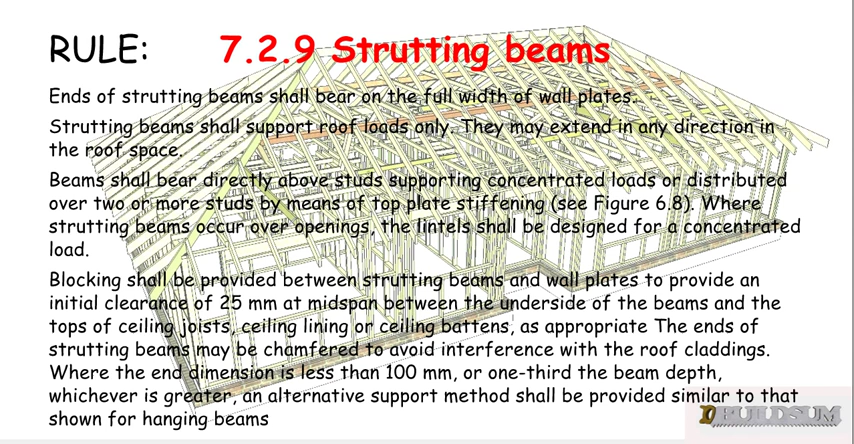 RULE: 7.2.9 Strutting beams
Ends of strutting beams shall bear on the full width of wall plates.
Strutting beams shall support roof loads only. They may extend in any direction in
the roof space.
Beams shall bear directly above studs supporting concentrated loads or distributed
over two or more studs by means of top plate stiffening (see Figure 6.8). Where
strutting beams occur over openings, the lintels shall be designed for a concentrated
load.
Blocking shall be provided between strutting beams and wall plates to provide an
initial clearance of 25 mm at midspan between the underside of the beams and the
tops of ceiling joists, ceiling lining or ceiling battens, as appropriate The ends of
strutting beams may be chamfered to avoid interference with the roof claddings.
Where the end dimension is less than 100 mm, or one-third the beam depth,
whichever is greater, an alternative support method shall be provided similar to that
shown for hanging beams
BUILDSUM